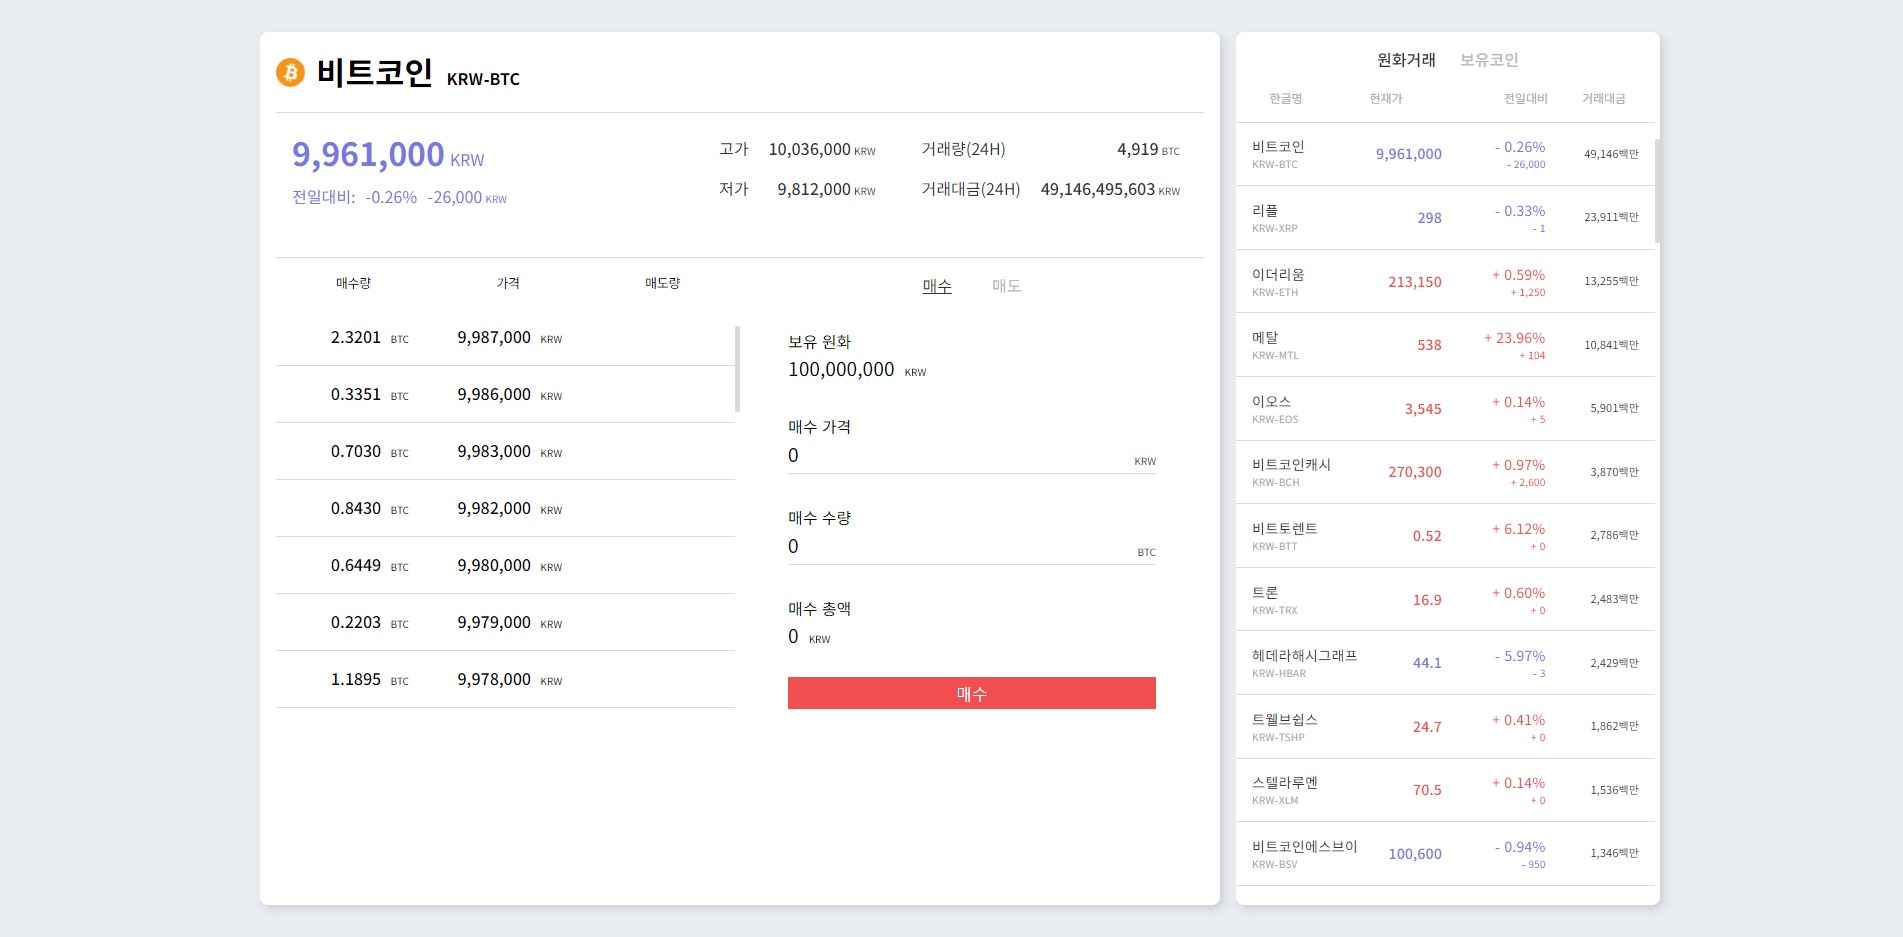 비트코인 KRW-BTC
9,961,000 KRW
전일대비: -0.26% -26,000 KRW
고가 10,036,000 KRW 거래량(24H) 4,919 BTC
저가 9,812,000 KRW 거래대금(24H) 49,146,495,603 KRW
매수량 가격 매도량
2.3201 BTC 9,987,000 KRW
0.3351 BTC 9,986,000 KRW
0.7030 BTC 9,983,000 KRW
0.8430 BTC 9,982,000 KRW
0.6449 BTC 9,980,000 KRW
0.2203 BTC 9,979,000 KRW
1.1895 BTC 9,978,000 KRW
매수 매도
보유 원화
100,000,000 KRW
매수 가격
0 KRW
매수 수량
0 BTC
매수 총액
0 KRW
매수
원화거래 보유코인
한글명 현재가 전일대비 거래대금
비트코인 9,961,000 - 0.26% 49,146백만
KRW-BTC - 26,000
리플 298 - 0.33% 23,911백만
KRW-XRP - 1
이더리움 213,150 + 0.59% 13,255백만
KRW-ETH + 1,250
메탈 538 + 23.96% 10,841백만
KRW-MTL + 104
이오스 3,545 + 0.14% 5,901백만
KRW-EOS + 5
비트코인캐시 270,300 + 0.97% 3,870백만
KRW-BCH + 2,600
비트토렌트 0.52 + 6.12% 2,786백만
KRW-BTT + 0
트론 16.9 + 0.60% 2,483백만
KRW-TRX + 0
헤데라해시그래프 44.1 - 5.97% 2,429백만
KRW-HBAR - 3
트웰브쉽스 24.7 + 0.41% 1,862백만
KRW-TSHP + 0
스텔라루멘 70.5 + 0.14% 1,536백만
KRW-XLM + 0
비트코인에스브이 100,600 - 0.94% 1,346백만
KRW-BSV - 950